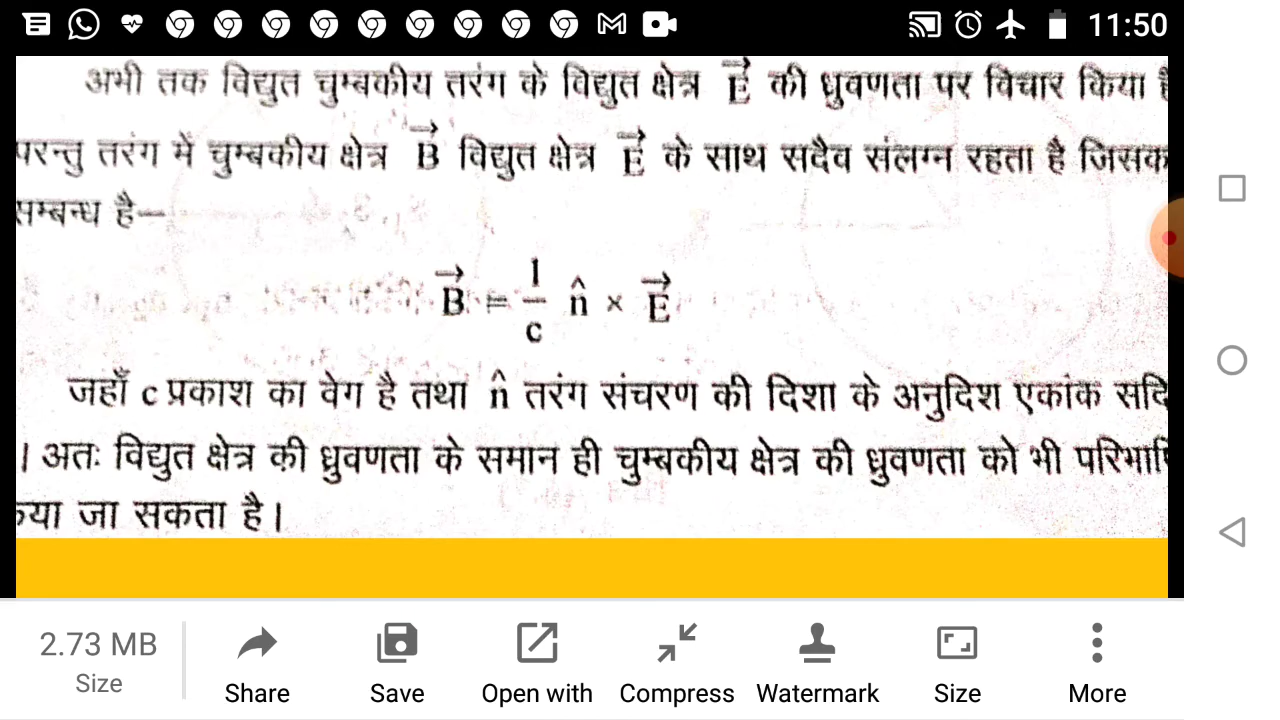 11:50
अभी तक विद्युत चुम्बकीय तरंग के विद्युत क्षेत्र E⃗ की ध्रुवणता पर विचार किया
परन्तु तरंग में चुम्बकीय क्षेत्र B⃗ विद्युत क्षेत्र E⃗ के साथ सदैव संलग्न रहता है
सम्बन्ध है—
B⃗ = 1/c n̂ × E⃗
जहाँ c प्रकाश का वेग है तथा n̂ तरंग संचरण की दिशा के अनुदिश एकांक
। अतः विद्युत क्षेत्र की ध्रुवणता के समान ही चुम्बकीय क्षेत्र की ध्रुवणता को भी
जा सकता है।
2.73 MB
Size
Share Save Open with Compress Watermark Size More